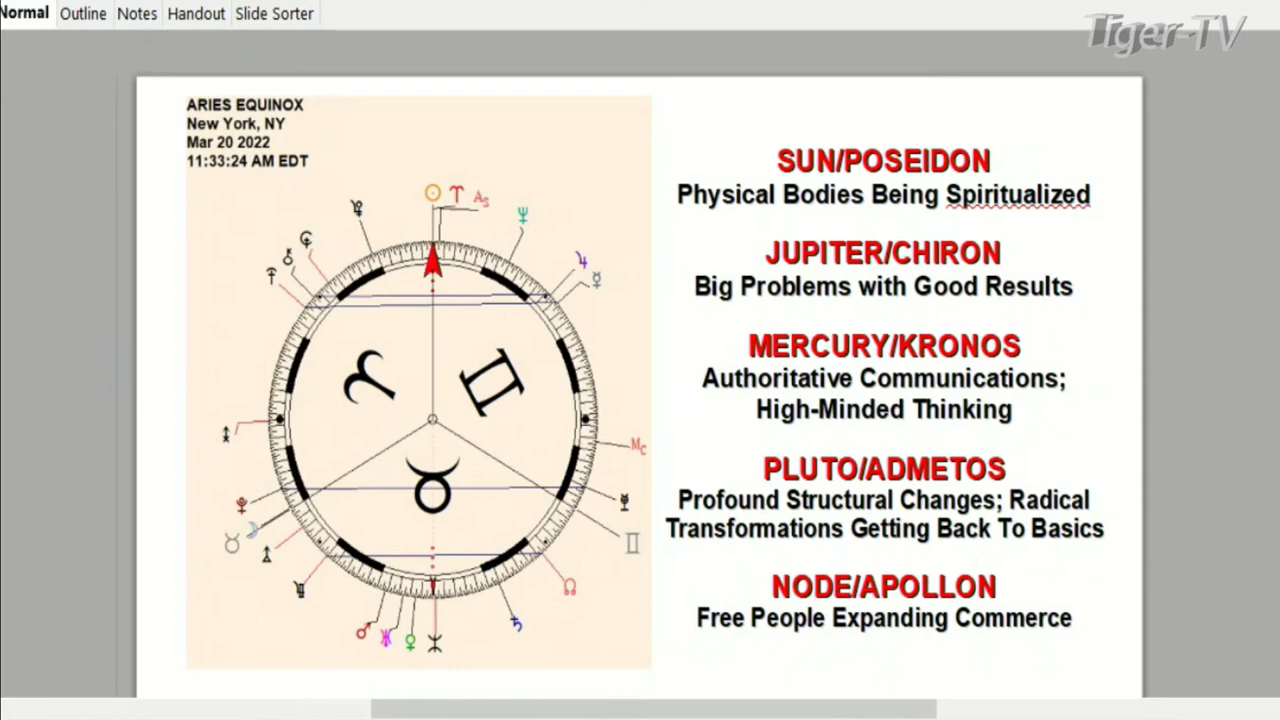 Normal Outline Notes Handout Slide Sorter
Tiger-TV
ARIES EQUINOX
New York, NY
Mar 20 2022
11:33:24 AM EDT
As
Mc
SUN/POSEIDON
Physical Bodies Being Spiritualized
JUPITER/CHIRON
Big Problems with Good Results
MERCURY/KRONOS
Authoritative Communications;
High-Minded Thinking
PLUTO/ADMETOS
Profound Structural Changes; Radical
Transformations Getting Back To Basics
NODE/APOLLON
Free People Expanding Commerce